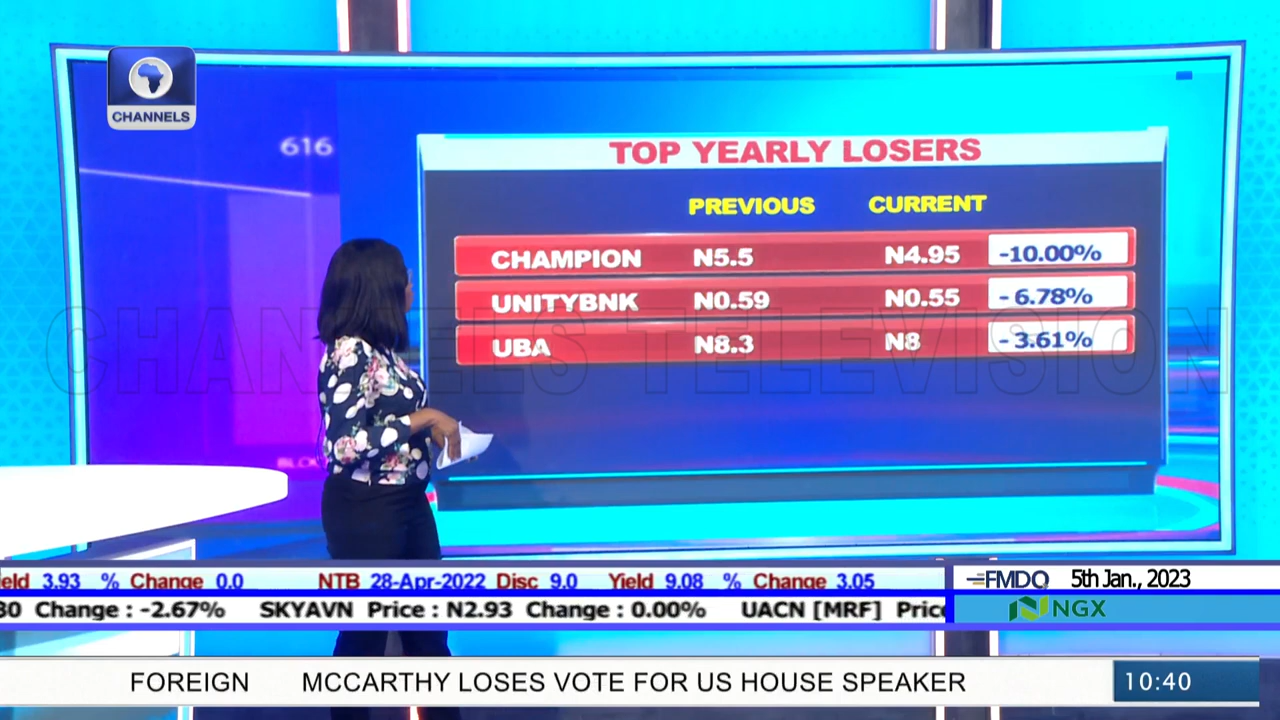 CHANNELS
616
TOP YEARLY LOSERS
PREVIOUS CURRENT
CHAMPION N5.5 N4.95 -10.00%
UNITYBNK N0.59 N0.55 - 6.78%
UBA N8.3 N8 - 3.61%
CHANNELS TELEVISION
eld 3.93 % Change 0.0 NTB 28-Apr-2022 Disc 9.0 Yield 9.08 % Change 3.05
FMDQ 5th Jan., 2023
30 Change : -2.67% SKYAVN Price : N2.93 Change : 0.00% UACN [MRF] Price
NGX
FOREIGN MCCARTHY LOSES VOTE FOR US HOUSE SPEAKER
10:40